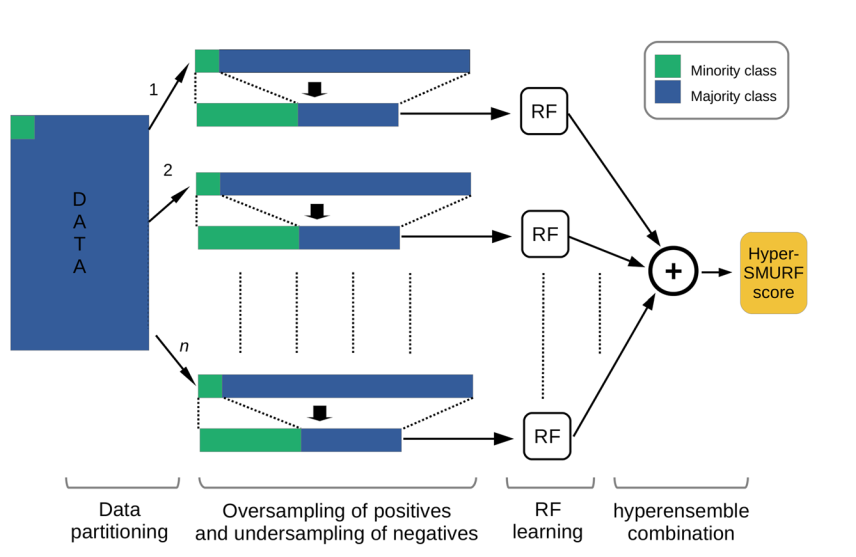 1
Minority class
Majority class
RF
D
A
T
A
2
RF
+
Hyper-
SMURF
score
n
RF
Data
partitioning
Oversampling of positives
and undersampling of negatives
RF
learning
hyperensemble
combination